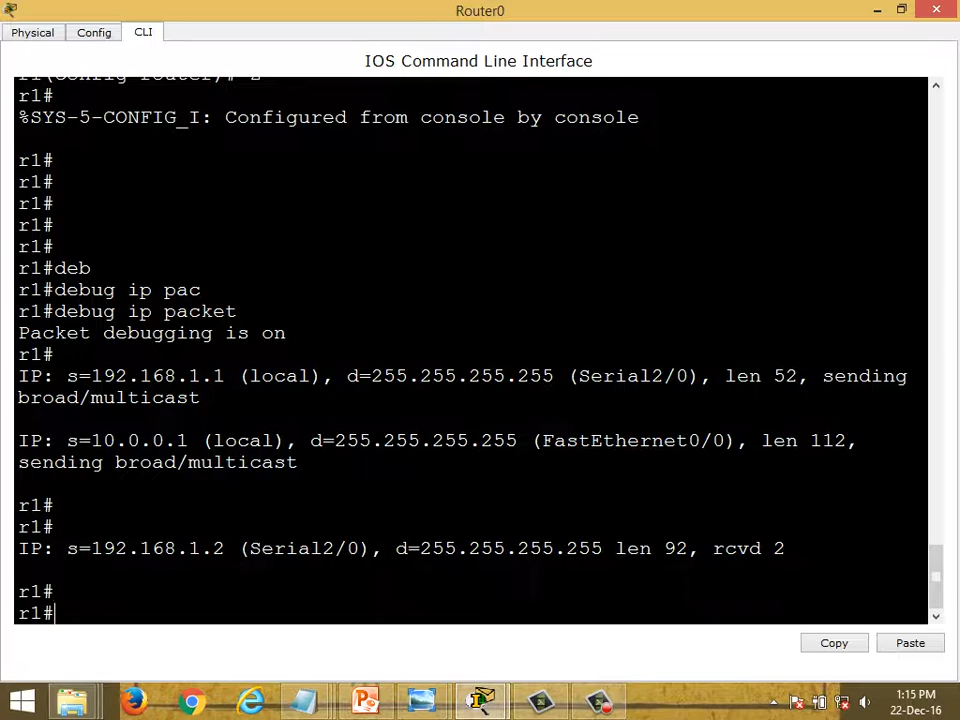 Router0
Physical
Config
CLI
IOS Command Line Interface
r1#
%SYS-5-CONFIG_I: Configured from console by console
r1#
r1#
r1#
r1#
r1#
r1#deb
r1#debug ip pac
r1#debug ip packet
Packet debugging is on
r1#
IP: s=192.168.1.1 (local), d=255.255.255.255 (Serial2/0), len 52, sending
broad/multicast
IP: s=10.0.0.1 (local), d=255.255.255.255 (FastEthernet0/0), len 112,
sending broad/multicast
r1#
r1#
IP: s=192.168.1.2 (Serial2/0), d=255.255.255.255 len 92, rcvd 2
r1#
r1#
Copy
Paste
1:15 PM
22-Dec-16